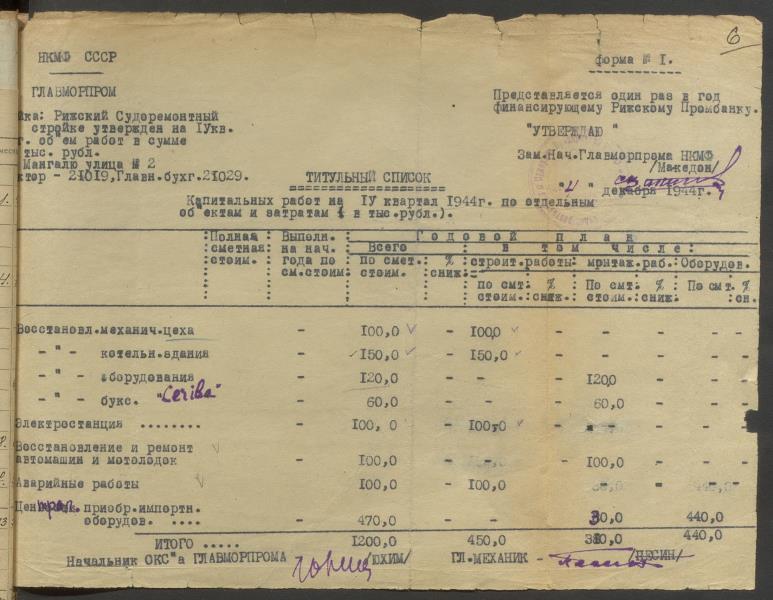 6
НКМФ СССР
форма № I.
ГЛАВМОРПРОМ
Представляется один раз в год
финансирующему Рижскому Промбанку.
йка: Рижский Судоремонтный
стройке утвержден на IУкв.
г. об"ем работ в сумме
тыс. рубл.
Мангалю улица № 2
ктор - 21019, Главн.бухг.21029.
"УТВЕРЖДАЮ "
Зам.Нач.Главморпрома НКМФ
/Македон/
" 4 " декабря 1944г.
ТИТУЛЬНЫЙ СПИСОК
Капитальных работ на IУ квартал 1944г. по отдельным
об ектам и затратам ( в тыс.рубл.).
Полная сметная стоим. Выполн. на нач. года по см.стоим. Годовой план
Всего в том числе:
по смет. стоим. % сниж. строит.работы монтаж.раб. Оборудов.
по смт. стоим. % сниж. По смт. стоим. % сниж. По смт. стоим. % сн.
Восстановл.механич.цеха - 100,0 - 100,0 - - - - -
- " - котельн.здания - 150,0 - 150,0 - - - - -
- " - оборудования - 120,0 - - - 120,0 - - -
- " - букс. "Ceriba" - 60,0 - - - 60,0 - - -
Электростанция ........ - 100,0 - 100,0 - - - - -
Восстановление и ремонт
автомашин и мотолодок - 100,0 - - 100,0 - - -
Аварийные работы - 100,0 - 100,0 - - -
приобр.импортн.
оборудов. .... - 470,0 - - - 30,0 - 440,0 -
ИТОГО ..... 1200,0 450,0 310,0 440,0
Начальник ОКС"а ГЛАВМОРПРОМА /ЮХИМ/ ГЛ.МЕХАНИК - /ПЕСИН/